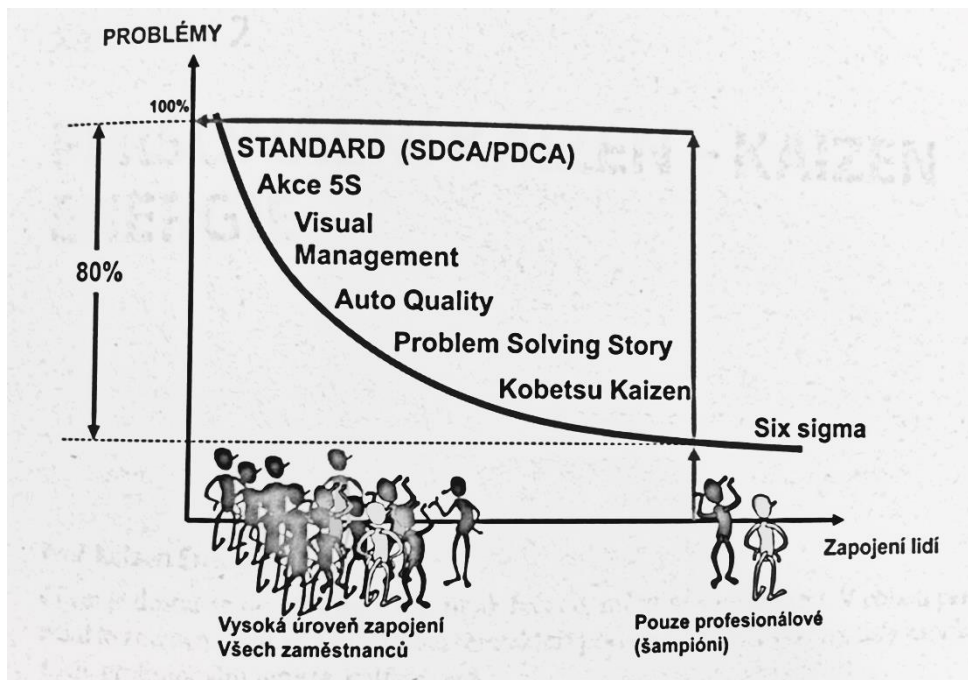 PROBLÉMY
100%
STANDARD (SDCA/PDCA)
Akce 5S
Visual
Management
80%
Auto Quality
Problem Solving Story
Kobetsu Kaizen
Six sigma
Zapojení lidí
Vysoká úroveň zapojení
Všech zaměstnanců
Pouze profesionálové
(šampióni)